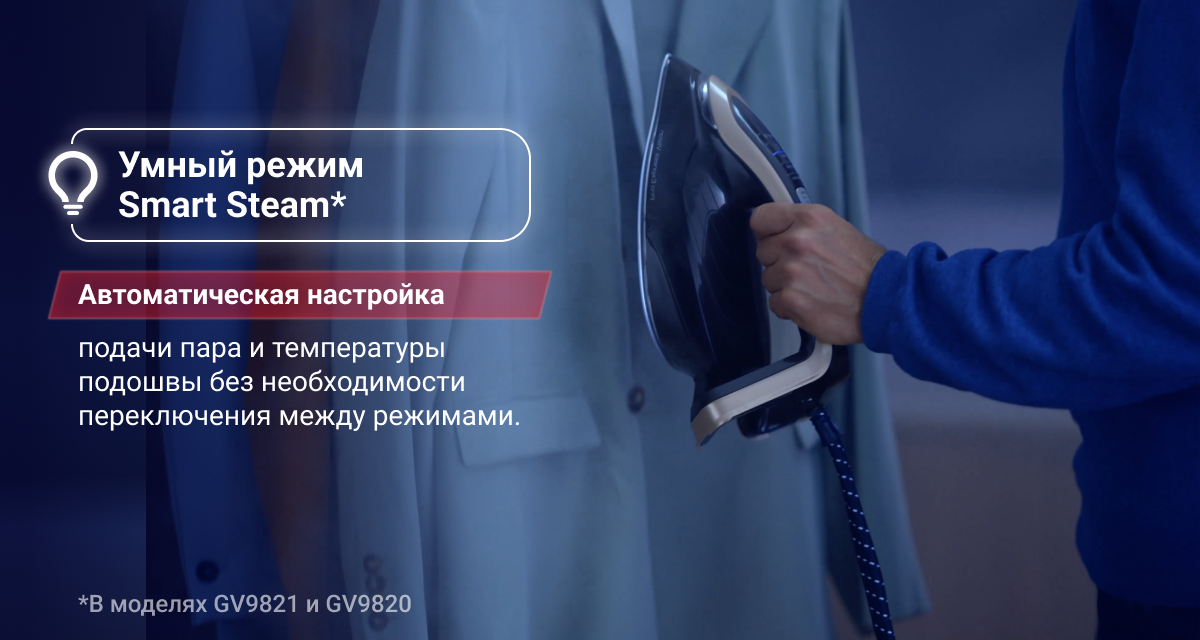 Умный режим
Smart Steam*
Автоматическая настройка
подачи пара и температуры
подошвы без необходимости
переключения между режимами.
*В моделях GV9821 и GV9820